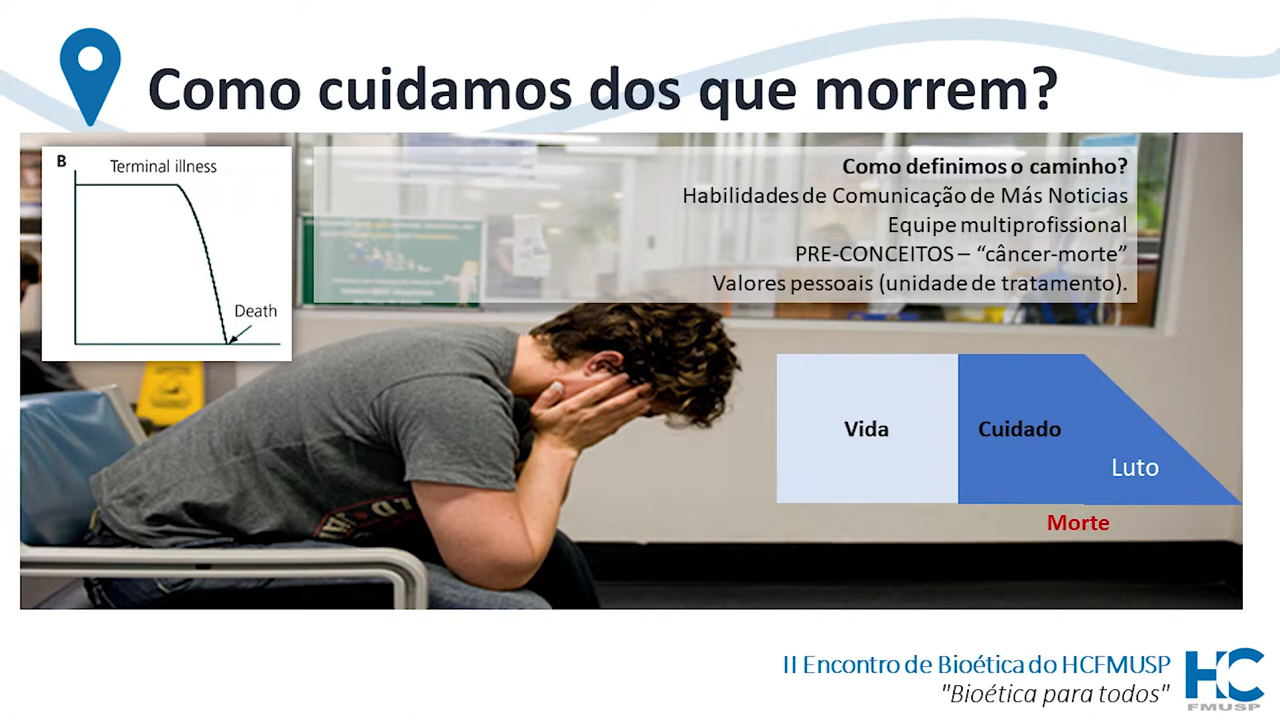 Como cuidamos dos que morrem?
B
Terminal illness
Death
Como definimos o caminho?
Habilidades de Comunicação de Más Noticias
Equipe multiprofissional
PRE-CONCEITOS – “câncer-morte”
Valores pessoais (unidade de tratamento).
Vida
Cuidado
Luto
Morte
II Encontro de Bioética do HCFMUSP
"Bioética para todos"
HC
FMUSP